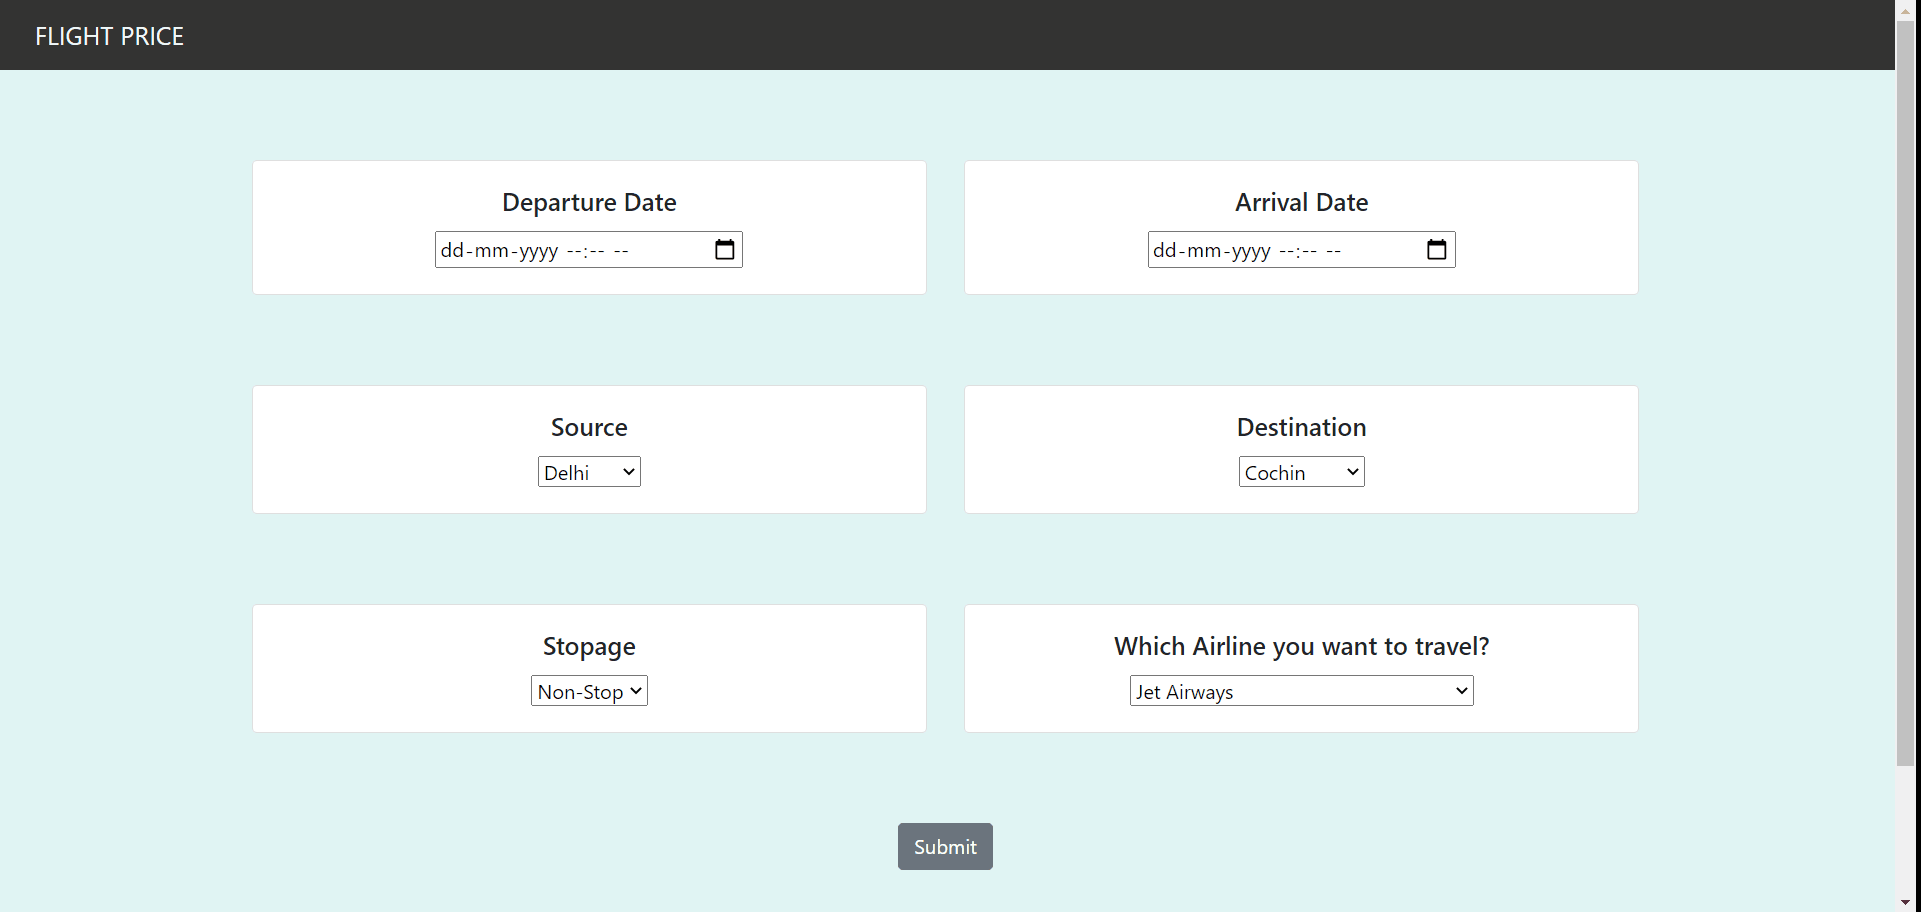 FLIGHT PRICE
Departure Date
dd-mm-yyyy --:-- --
Arrival Date
dd-mm-yyyy --:-- --
Source
Delhi
Destination
Cochin
Stopage
Non-Stop
Which Airline you want to travel?
Jet Airways
Submit